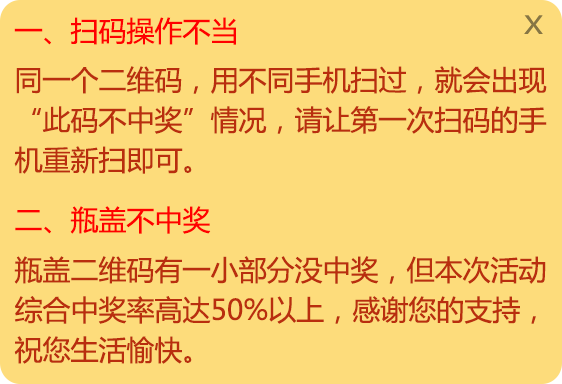 一、扫码操作不当
X
同一个二维码，用不同手机扫过，就会出现
“此码不中奖”情况，请让第一次扫码的手
机重新扫即可。
二、瓶盖不中奖
瓶盖二维码有一小部分没中奖，但本次活动
综合中奖率高达50%以上，感谢您的支持，
祝您生活愉快。